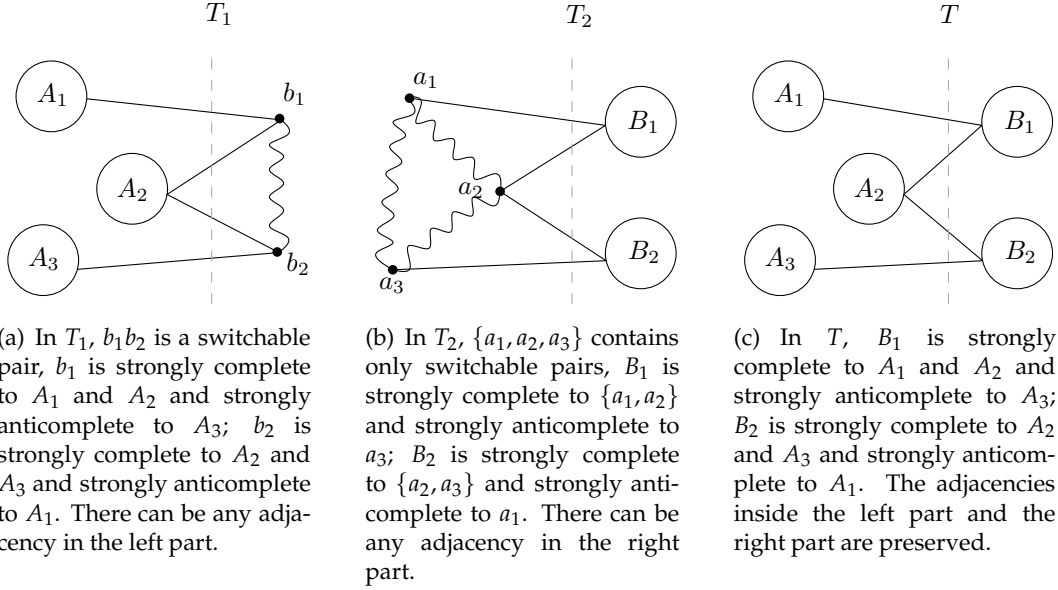 T₁
T₂
T
A₁
b₁
A₂
A₃
b₂
a₁
B₁
a₂
B₂
a₃
A₁
B₁
A₂
B₂
A₃
(a) In T₁, b₁b₂ is a switchable
pair, b₁ is strongly complete
to A₁ and A₂ and strongly
anticomplete to A₃; b₂ is
strongly complete to A₂ and
A₃ and strongly anticomplete
to A₁. There can be any adja-
cency in the left part.
(b) In T₂, {a₁, a₂, a₃} contains
only switchable pairs, B₁ is
strongly complete to {a₁, a₂}
and strongly anticomplete to
a₃; B₂ is strongly complete
to {a₂, a₃} and strongly anti-
complete to a₁. There can be
any adjacency in the right
part.
(c) In T, B₁ is strongly
complete to A₁ and A₂ and
strongly anticomplete to A₃;
B₂ is strongly complete to A₂
and A₃ and strongly anticom-
plete to A₁. The adjacencies
inside the left part and the
right part are preserved.